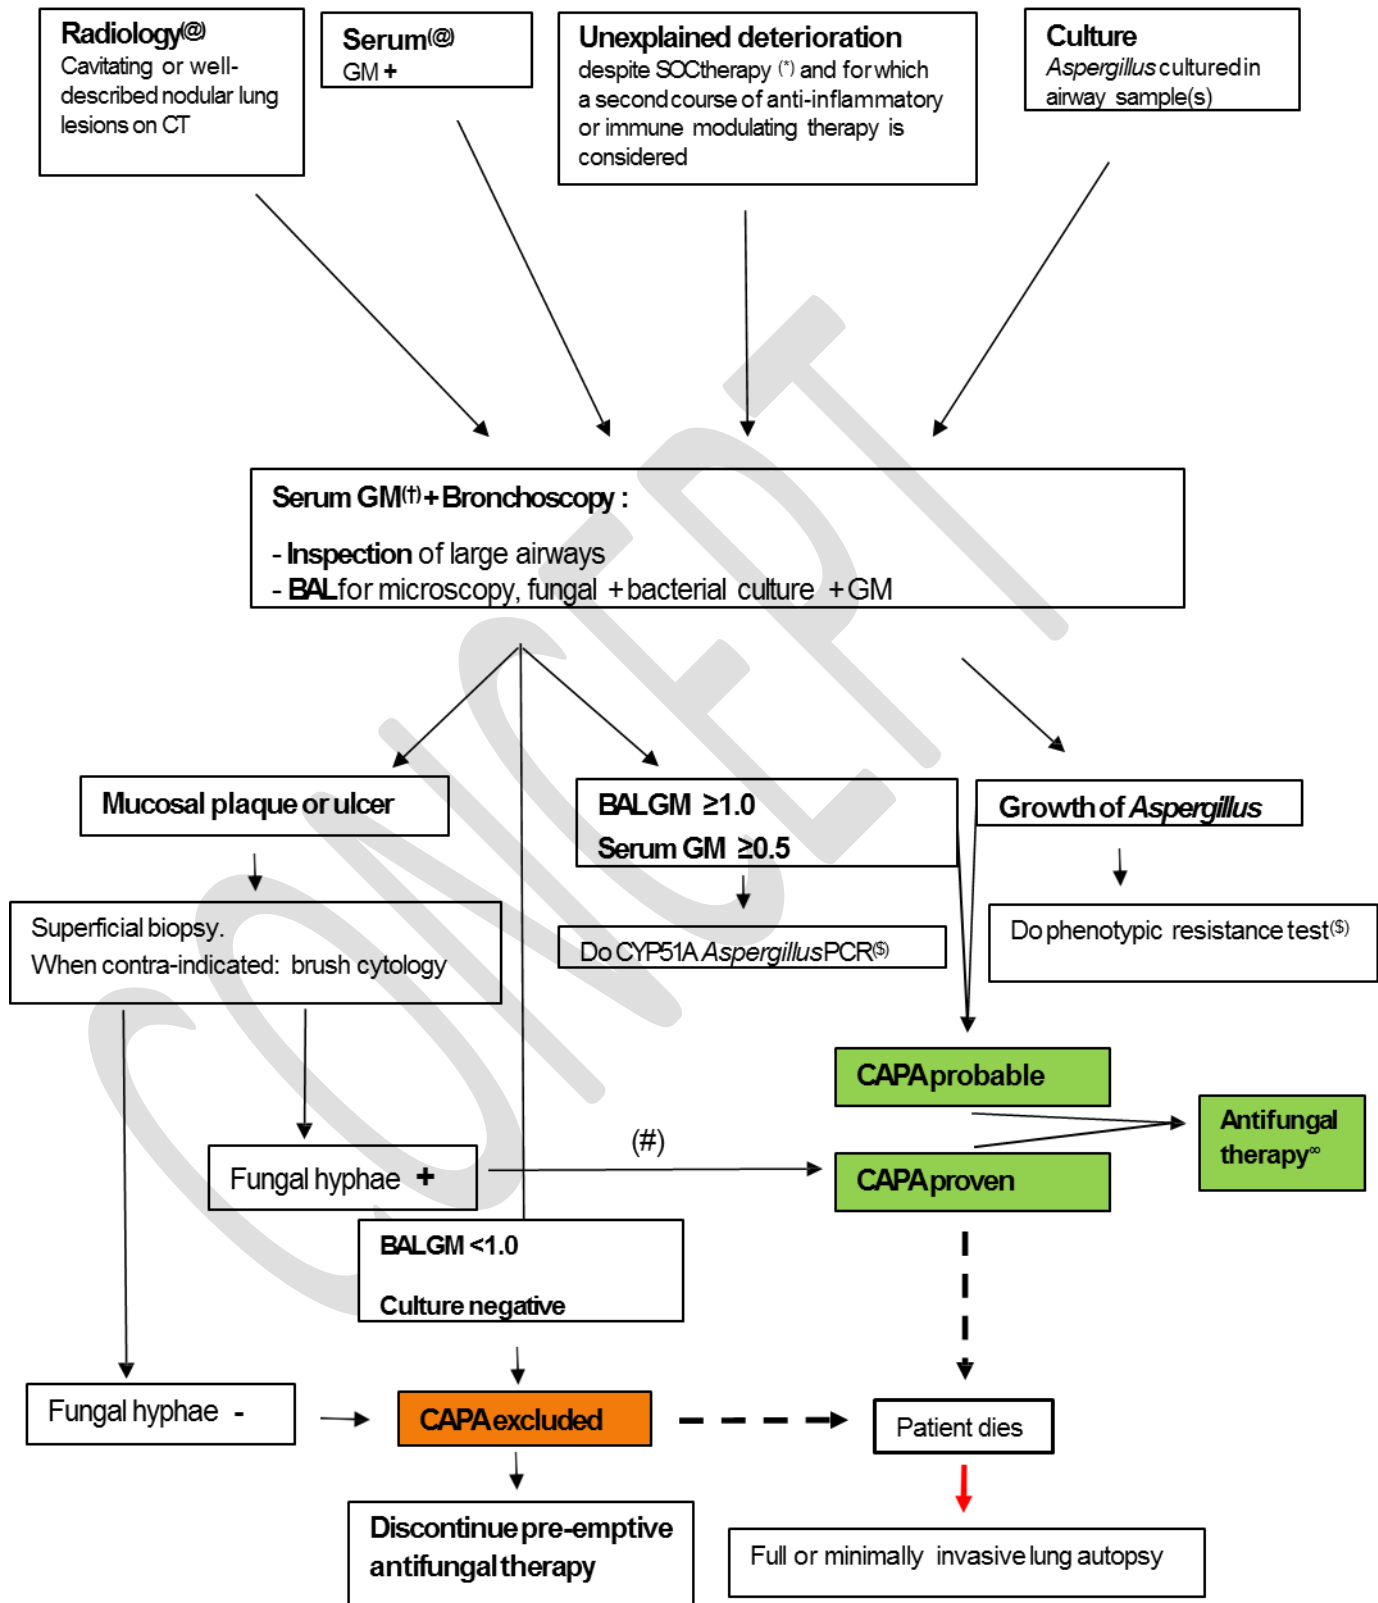 Radiology(@)
Cavitating or well-
described nodular lung
lesions on CT
Serum(@)
GM +
Unexplained deterioration
despite SOCtherapy (*) and for which
a second course of anti-inflammatory
or immune modulating therapy is
considered
Culture
Aspergillus cultured in
airway sample(s)
Serum GM(†) + Bronchoscopy :
- Inspection of large airways
- BAL for microscopy, fungal + bacterial culture + GM
Mucosal plaque or ulcer
BALGM ≥1.0
Serum GM ≥0.5
Growth of Aspergillus
Superficial biopsy.
When contra-indicated: brush cytology
Do CYP51A Aspergillus PCR($)
Do phenotypic resistance test($)
CAPA probable
Antifungal
therapy∞
(#)
Fungal hyphae +
CAPA proven
BALGM <1.0
Culture negative
Fungal hyphae -
CAPA excluded
Patient dies
Discontinue pre-emptive
antifungal therapy
Full or minimally invasive lung autopsy
CONCEPT